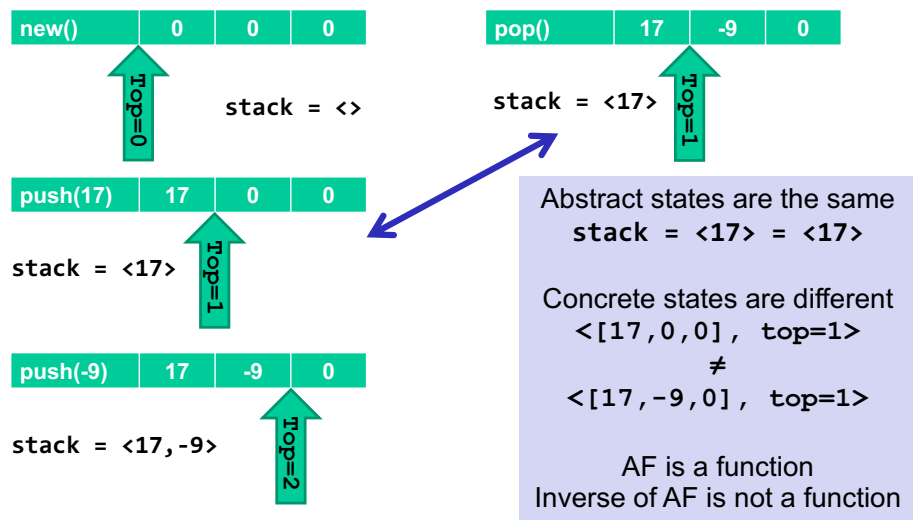 new() 0 0 0
Top=0
stack = <>
push(17) 17 0 0
Top=1
stack = <17>
push(-9) 17 -9 0
Top=2
stack = <17,-9>
pop() 17 -9 0
Top=1
stack = <17>
Abstract states are the same
stack = <17> = <17>
Concrete states are different
<[17,0,0], top=1>
≠
<[17,-9,0], top=1>
AF is a function
Inverse of AF is not a function